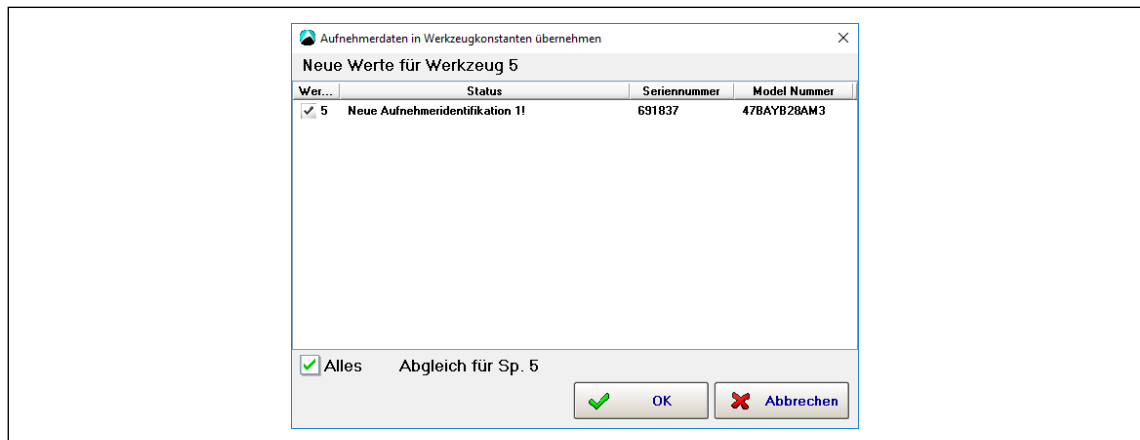 Aufnehmerdaten in Werkzeugkonstanten übernehmen
Neue Werte für Werkzeug 5
Wer... Status Seriennummer Model Nummer
5 Neue Aufnehmeridentifikation 1! 691837 47BAYB28AM3
Alles Abgleich für Sp. 5
OK Abbrechen